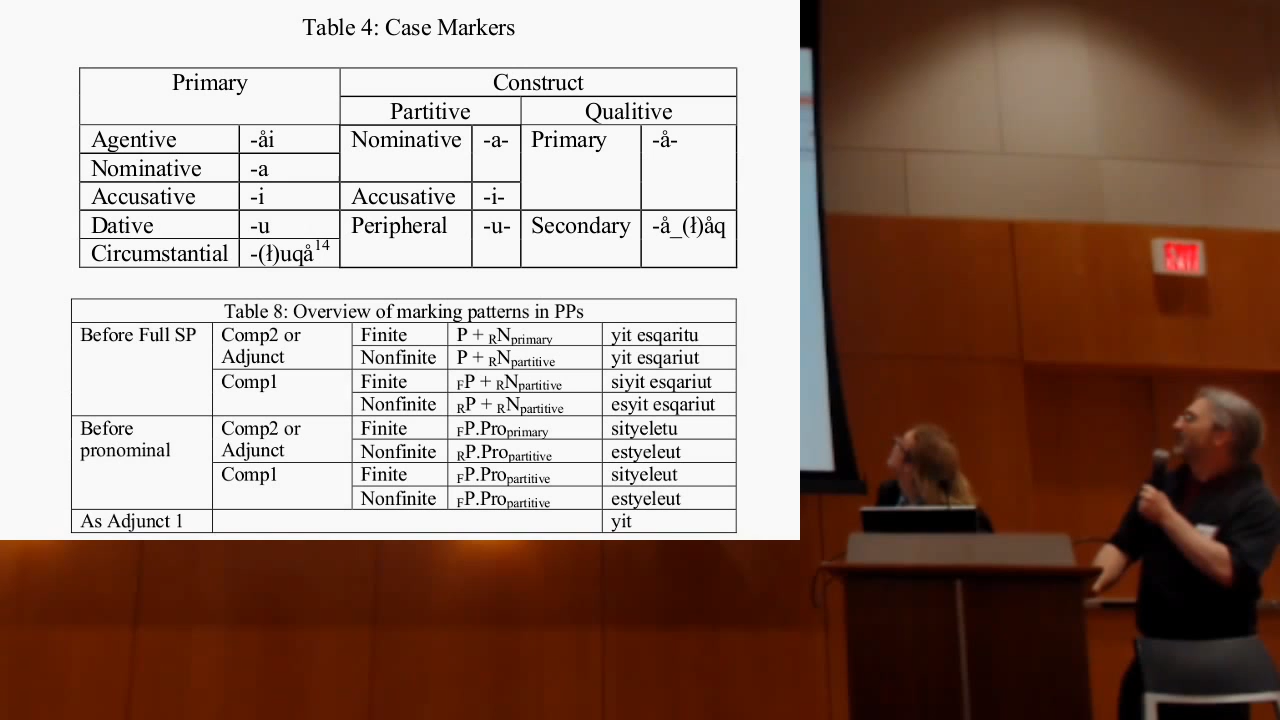 Table 4: Case Markers
Primary Construct
Partitive Qualitive
Agentive -åi Nominative -a- Primary -å-
Nominative -a
Accusative -i Accusative -i-
Dative -u Peripheral -u- Secondary -å_(ł)åq
Circumstantial -(ł)uqå14
Table 8: Overview of marking patterns in PPs
Before Full SP Comp2 or Finite P + RNprimary yit esqaritu
Adjunct Nonfinite P + RNpartitive yit esqariut
Comp1 Finite FP + RNpartitive siyit esqariut
Nonfinite RP + RNpartitive esyit esqariut
Before Comp2 or Finite FP.Proprimary sityeletu
pronominal Adjunct Nonfinite RP.Propartitive estyeleut
Comp1 Finite FP.Propartitive sityeleut
Nonfinite FP.Propartitive estyeleut
As Adjunct 1 yit
EXIT